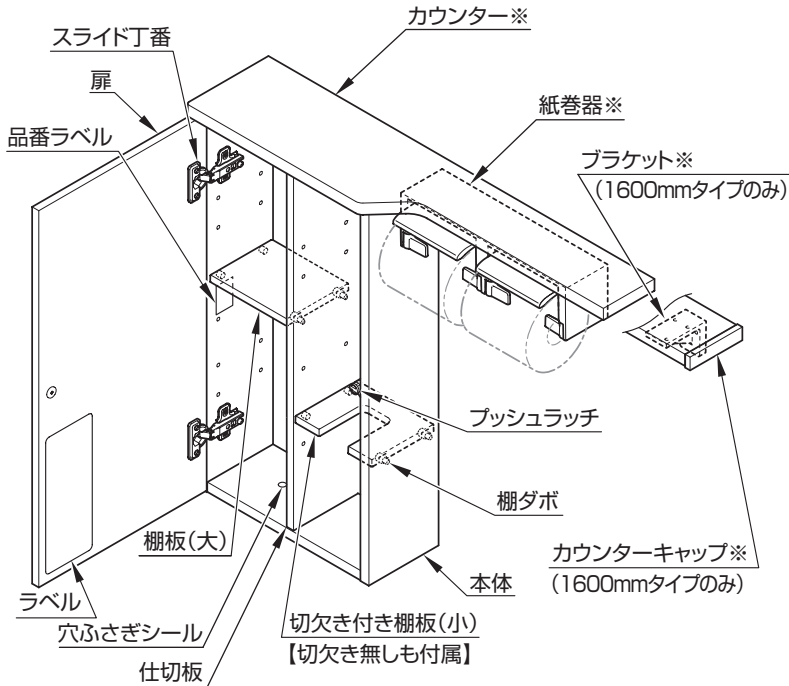 カウンター※
スライド丁番
扉
紙巻器※
品番ラベル
ブラケット※
(1600mmタイプのみ)
プッシュラッチ
棚ダボ
棚板(大)
カウンターキャップ※
(1600mmタイプのみ)
本体
ラベル
穴ふさぎシール
切欠き付き棚板(小)
【切欠き無しも付属】
仕切板